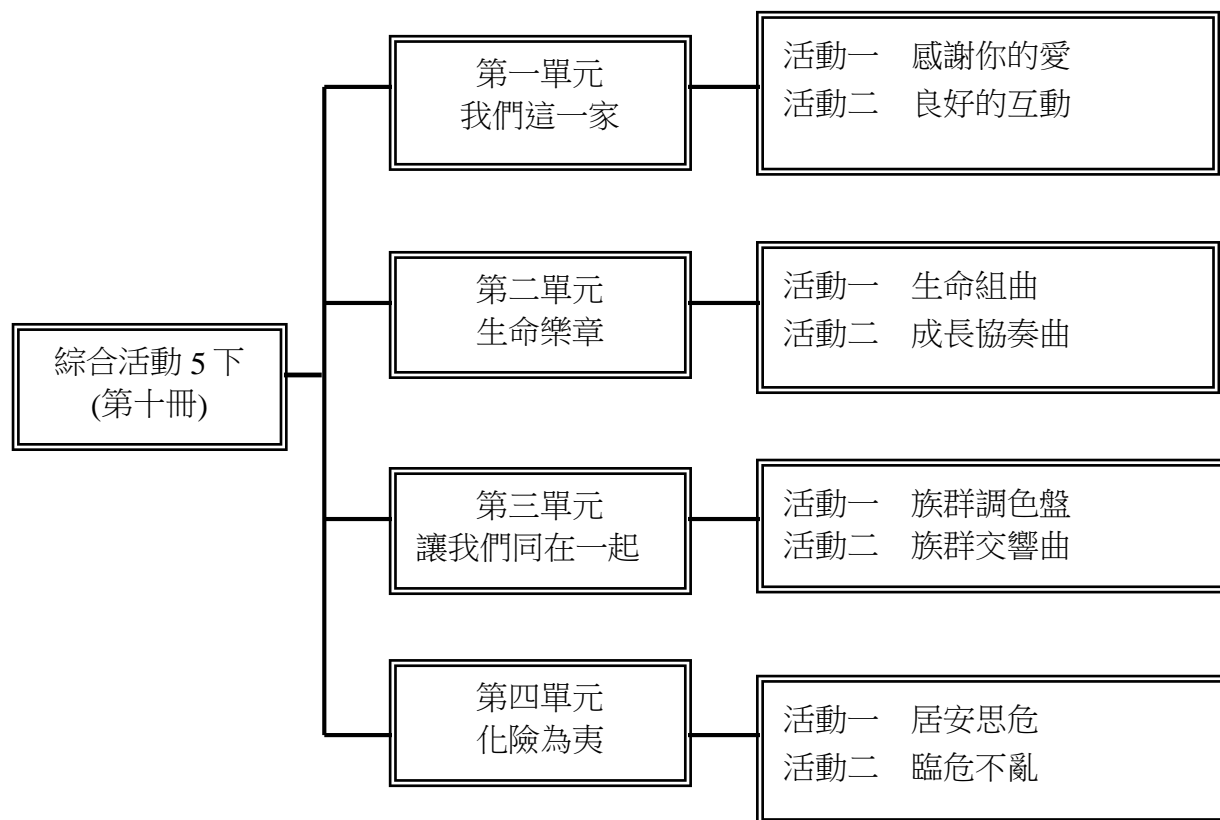 綜合活動 5 下
(第十冊)
第一單元
我們這一家
活動一　感謝你的愛
活動二　良好的互動
第二單元
生命樂章
活動一　生命組曲
活動二　成長協奏曲
第三單元
讓我們同在一起
活動一　族群調色盤
活動二　族群交響曲
第四單元
化險為夷
活動一　居安思危
活動二　臨危不亂